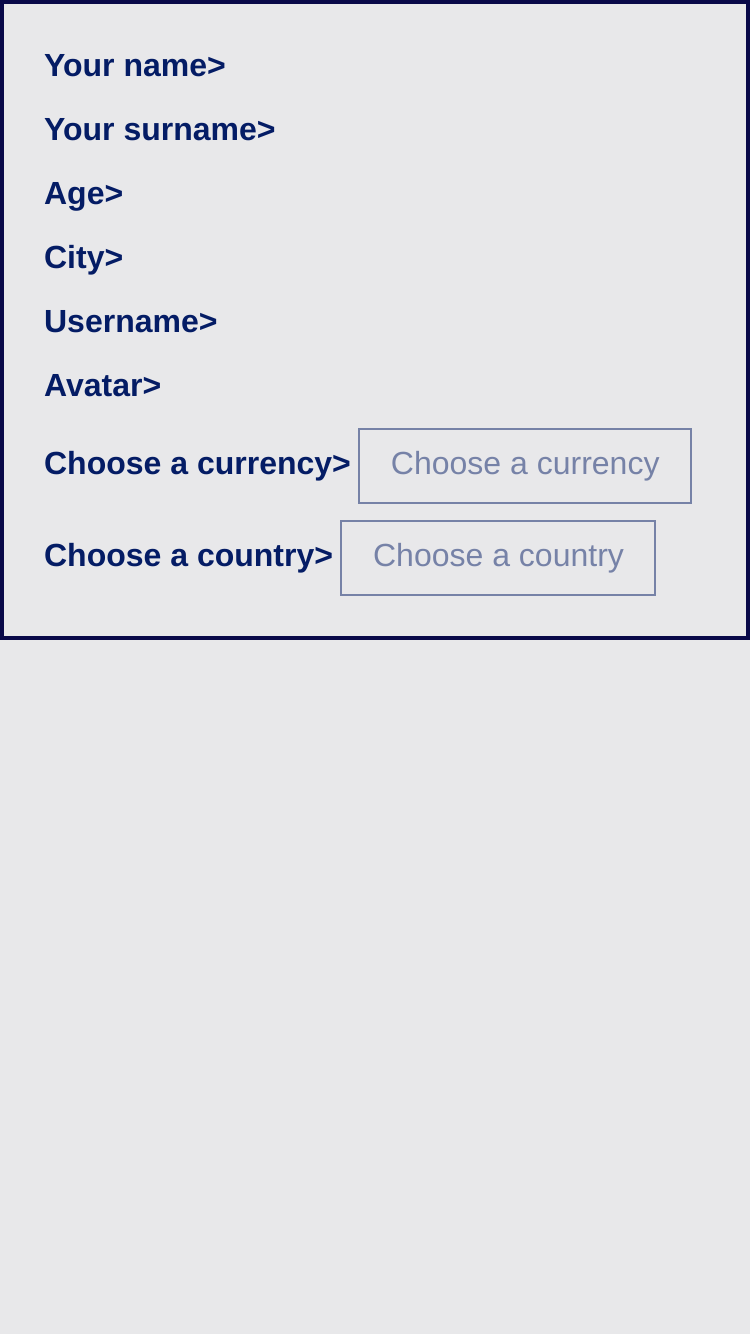 Your name>
Your surname>
Age>
City>
Username>
Avatar>
Choose a currency> Choose a currency
Choose a country> Choose a country